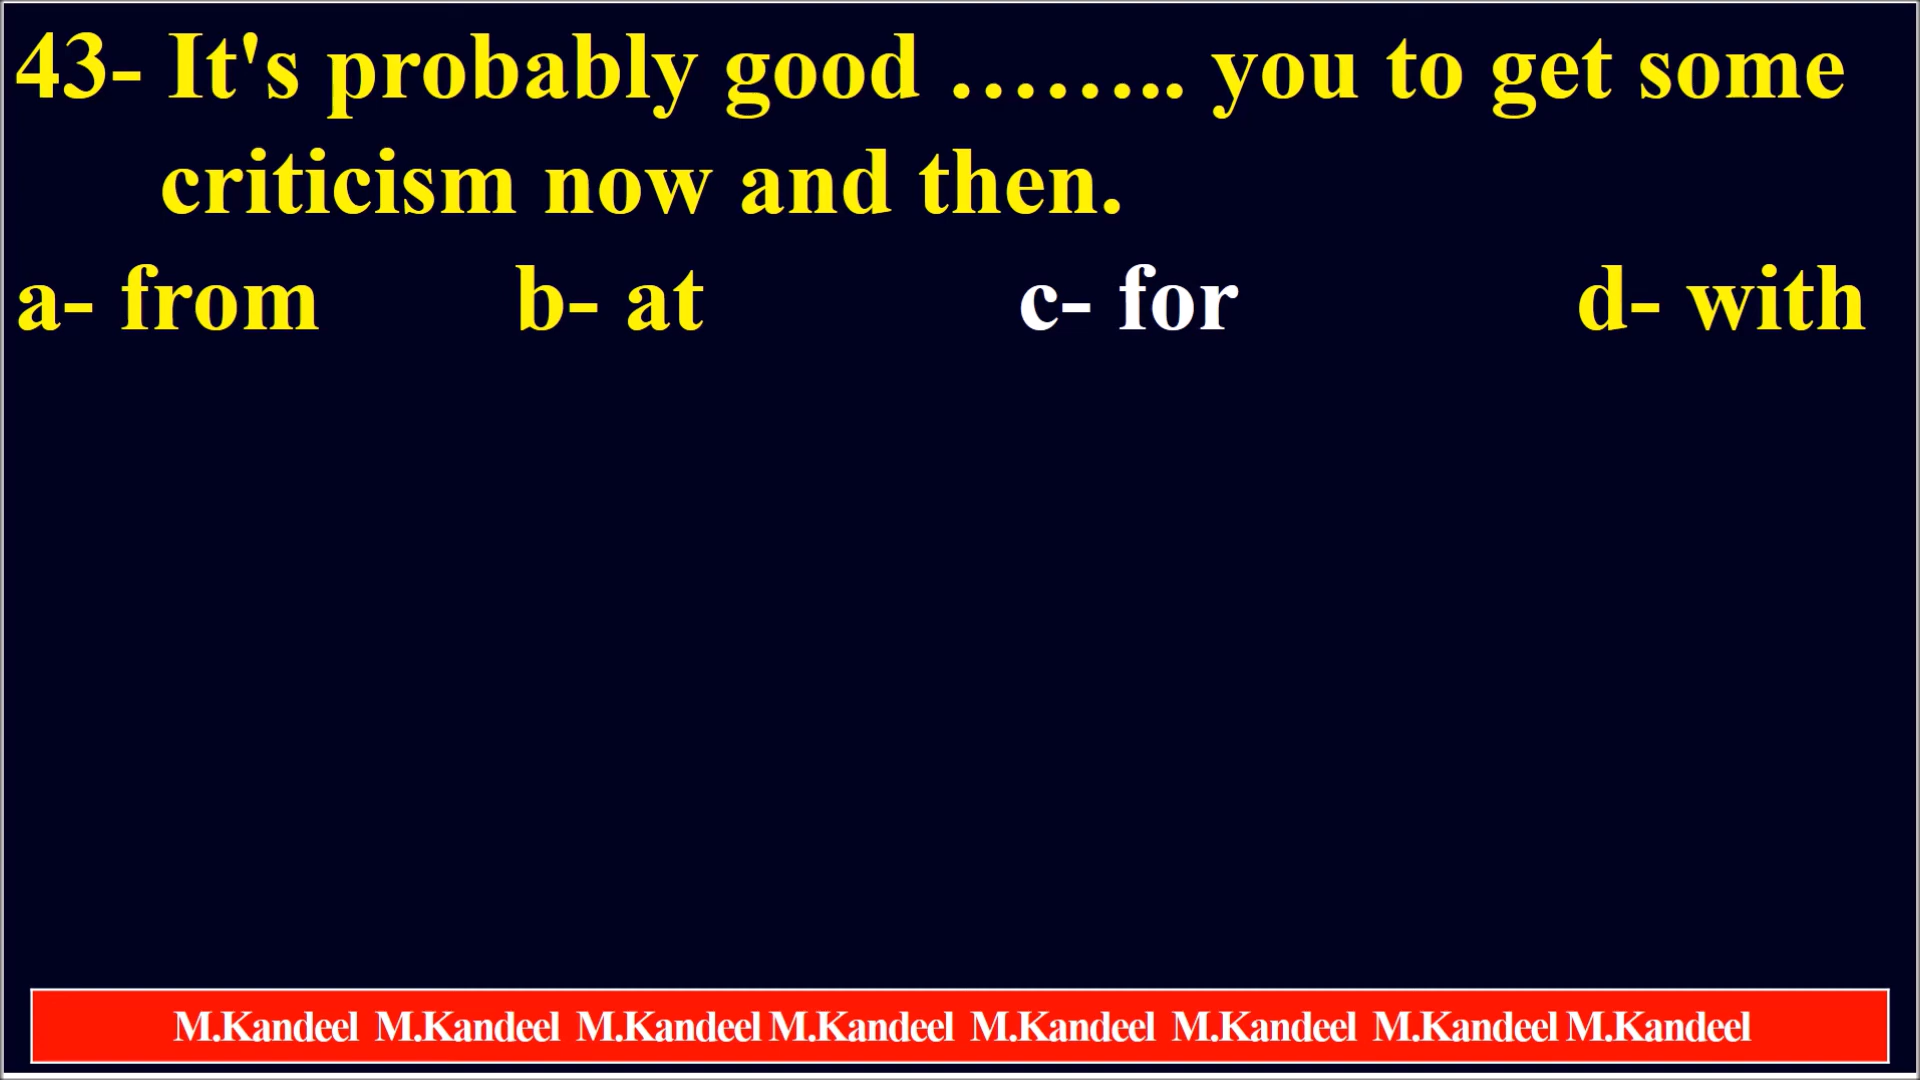 43- It's probably good …….. you to get some
criticism now and then.
a- from b- at c- for d- with
M.Kandeel M.Kandeel M.Kandeel M.Kandeel M.Kandeel M.Kandeel M.Kandeel M.Kandeel